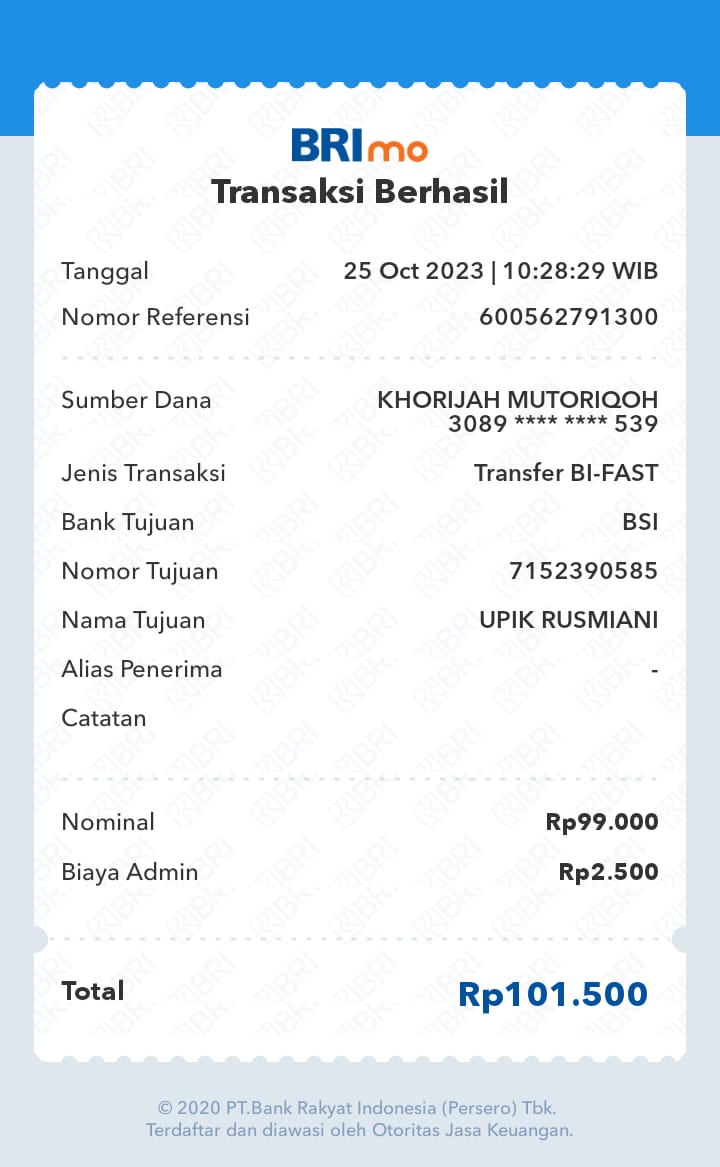 BRImo
Transaksi Berhasil
Tanggal 25 Oct 2023 | 10:28:29 WIB
Nomor Referensi 600562791300
Sumber Dana KHORIJAH MUTORIQOH
3089 **** **** 539
Jenis Transaksi Transfer BI-FAST
Bank Tujuan BSI
Nomor Tujuan 7152390585
Nama Tujuan UPIK RUSMIANI
Alias Penerima -
Catatan
Nominal Rp99.000
Biaya Admin Rp2.500
Total Rp101.500
© 2020 PT.Bank Rakyat Indonesia (Persero) Tbk.
Terdaftar dan diawasi oleh Otoritas Jasa Keuangan.